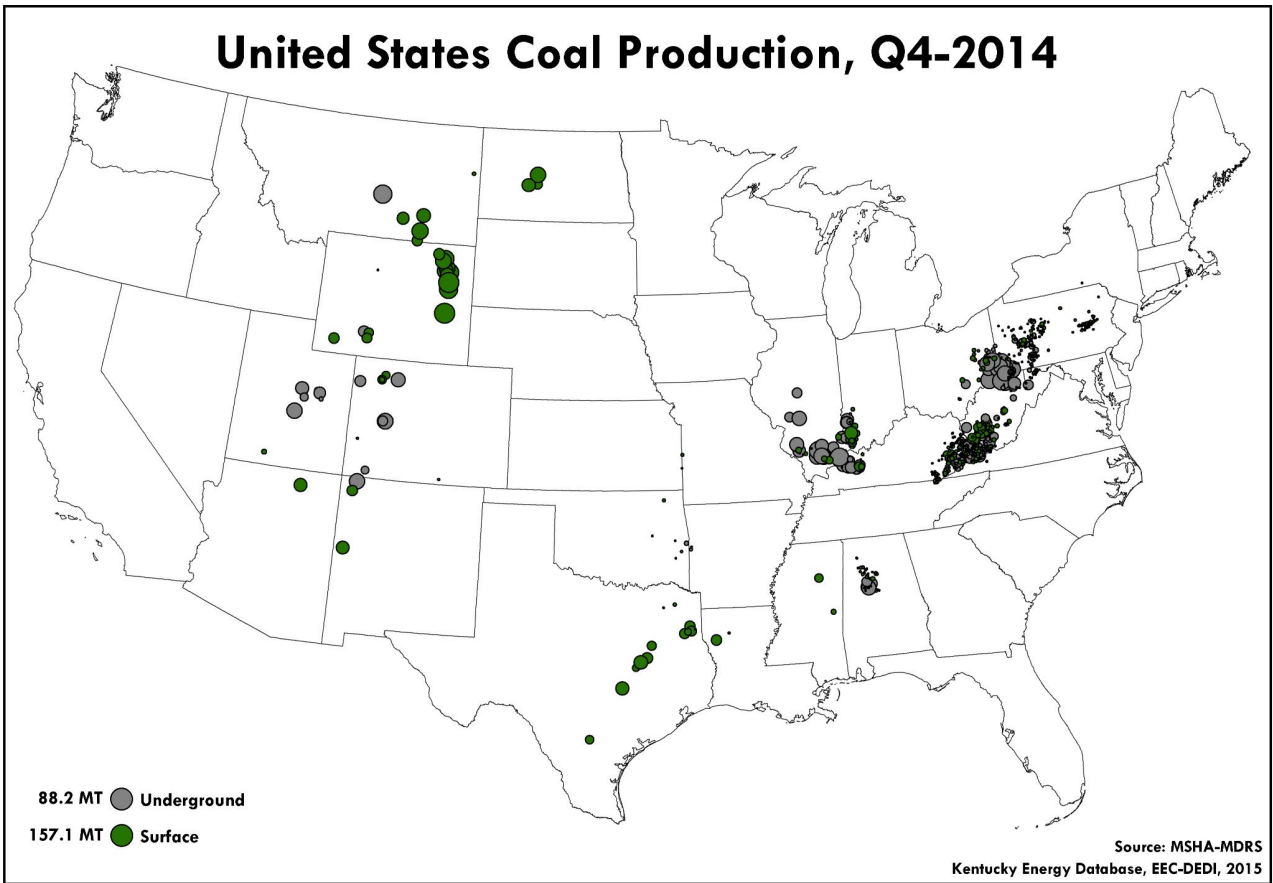 United States Coal Production, Q4-2014
88.2 MT Underground
157.1 MT Surface
Source: MSHA-MDRS
Kentucky Energy Database, EEC-DEDI, 2015